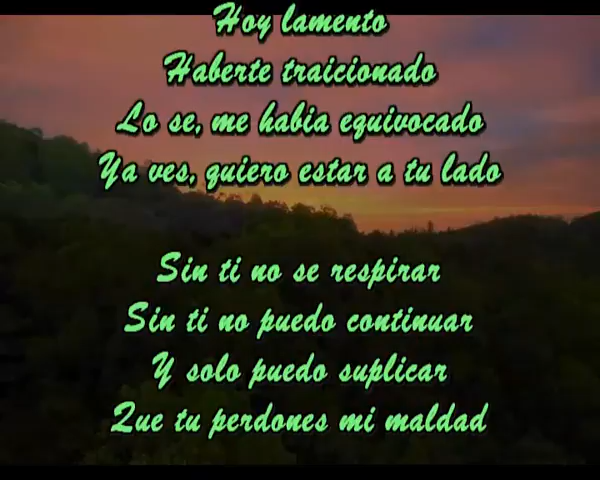 Hoy lamento
Haberte traicionado
Lo se, me habia equivocado
Ya ves, quiero estar a tu lado
Sin ti no se respirar
Sin ti no puedo continuar
Y solo puedo suplicar
Que tu perdones mi maldad